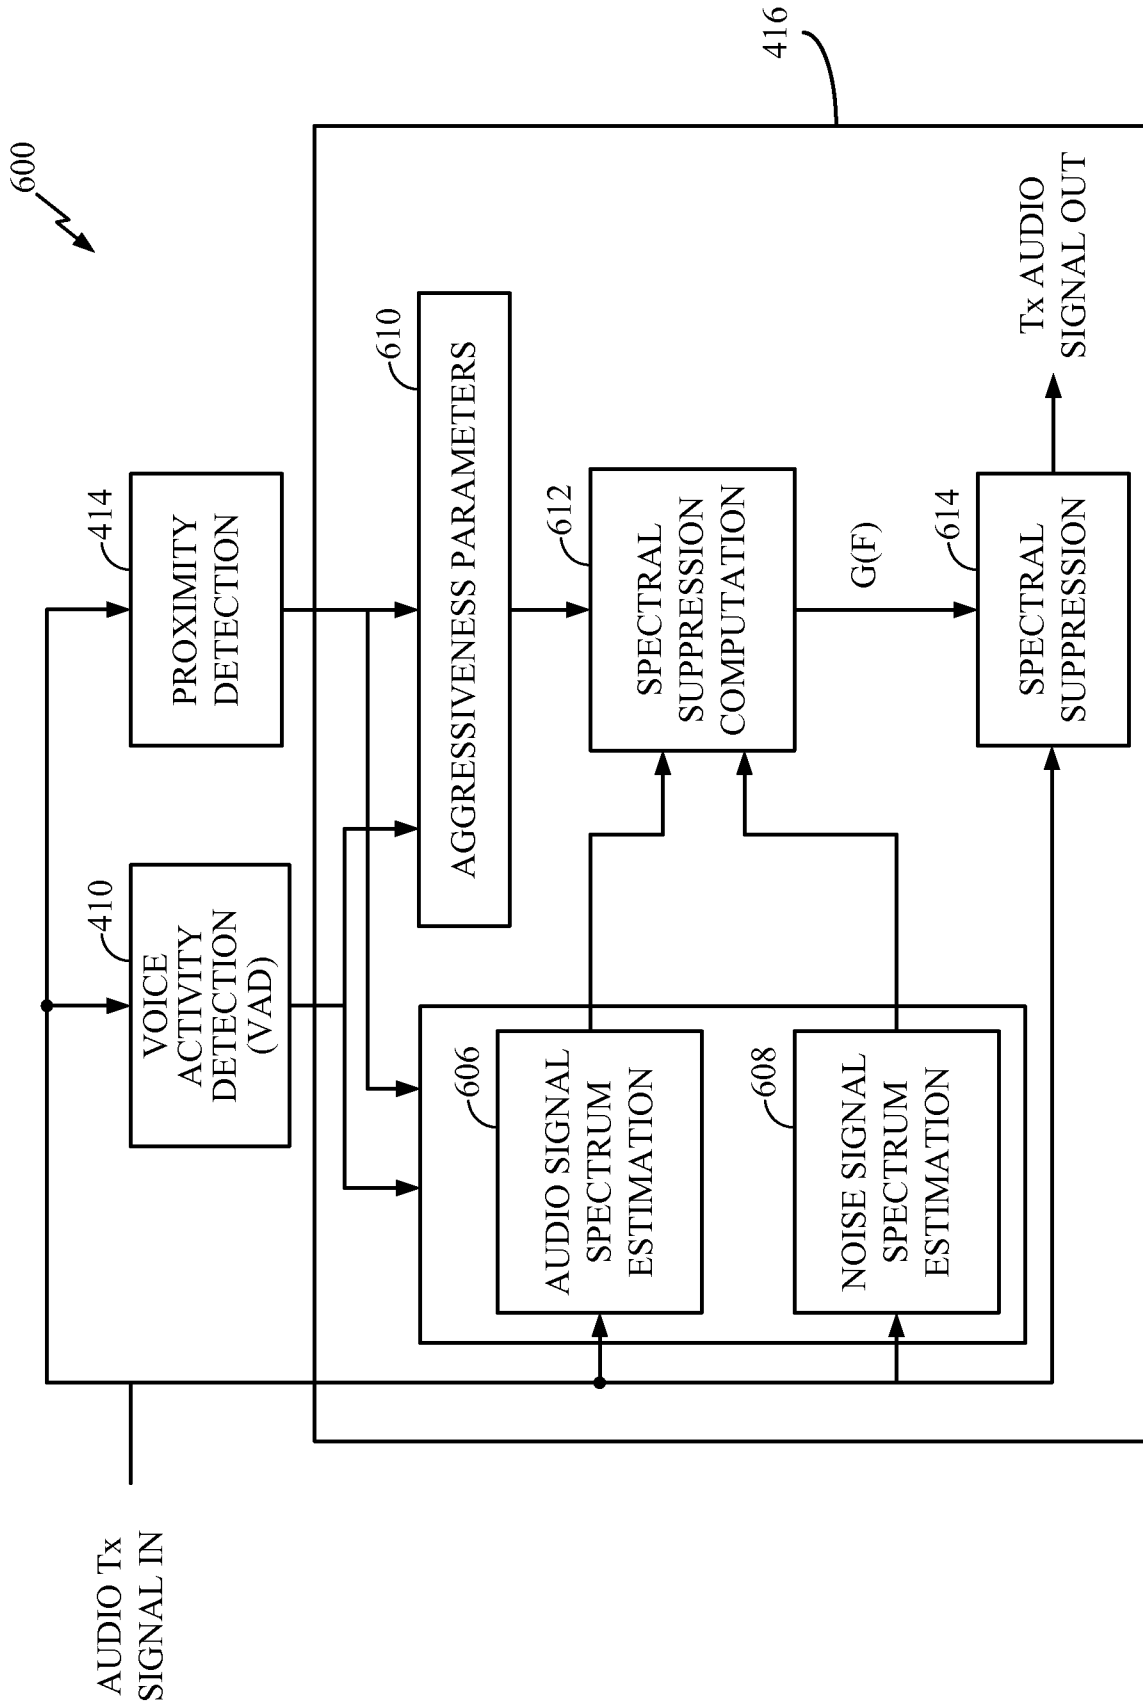 600
AUDIO Tx
SIGNAL IN
VOICE
ACTIVITY
DETECTION
(VAD)
410
PROXIMITY
DETECTION
414
416
AGGRESSIVENESS PARAMETERS
610
AUDIO SIGNAL
SPECTRUM
ESTIMATION
606
NOISE SIGNAL
SPECTRUM
ESTIMATION
608
SPECTRAL
SUPPRESSION
COMPUTATION
612
G(F)
SPECTRAL
SUPPRESSION
614
Tx AUDIO
SIGNAL OUT